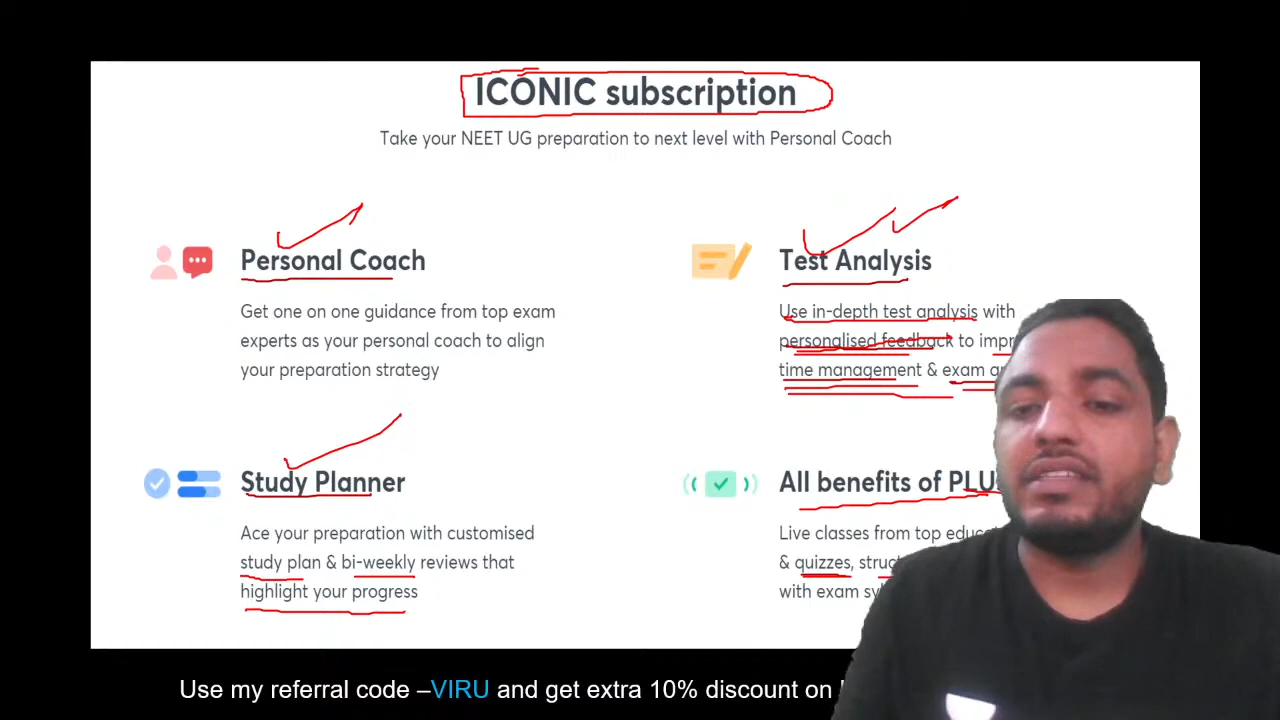 ICONIC subscription
Take your NEET UG preparation to next level with Personal Coach
Personal Coach
Get one on one guidance from top exam
experts as your personal coach to align
your preparation strategy
Test Analysis
Use in-depth test analysis with
personalised feedback to
time management & exam
Study Planner
Ace your preparation with customised
study plan & bi-weekly reviews that
highlight your progress
All benefits of
Live classes from top
& quizzes,
with exam
Use my referral code –VIRU and get extra 10% discount on